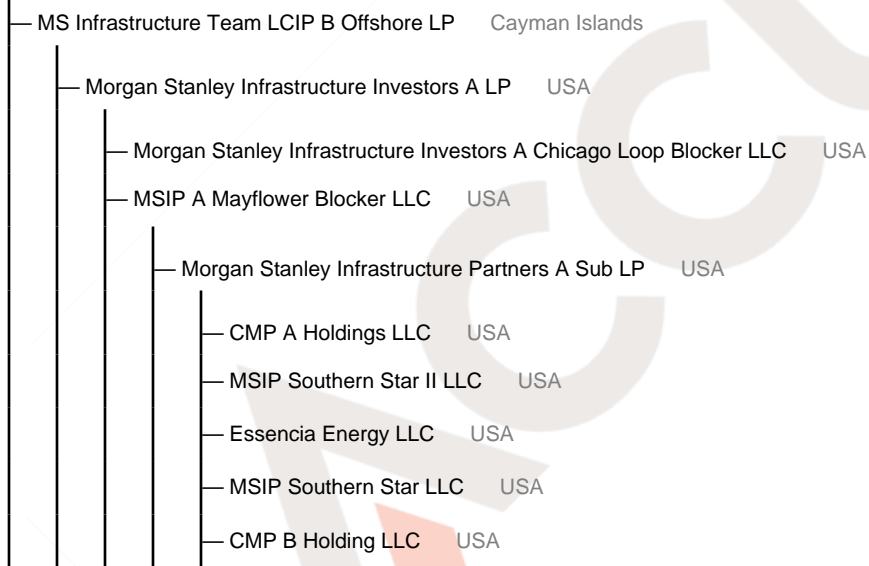 MS Infrastructure Team LCIP B Offshore LP Cayman Islands
Morgan Stanley Infrastructure Investors A LP USA
Morgan Stanley Infrastructure Investors A Chicago Loop Blocker LLC USA
MSIP A Mayflower Blocker LLC USA
Morgan Stanley Infrastructure Partners A Sub LP USA
CMP A Holdings LLC USA
MSIP Southern Star II LLC USA
Essencia Energy LLC USA
MSIP Southern Star LLC USA
CMP B Holding LLC USA